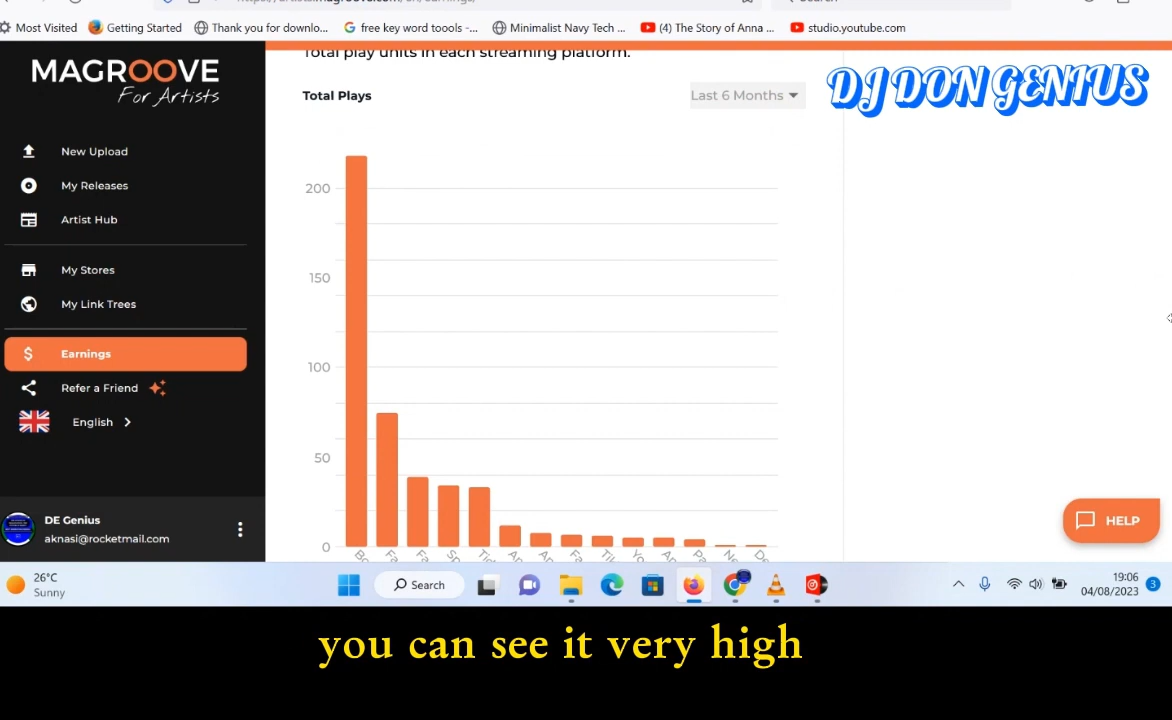 Search
Most Visited
Getting Started
Thank you for downlo...
free key word toools -...
Minimalist Navy Tech ...
(4) The Story of Anna ...
studio.youtube.com
MAGROOVE
For Artists
New Upload
My Releases
Artist Hub
My Stores
My Link Trees
Earnings
Refer a Friend
English
DE Genius
aknasi@rocketmail.com
Total play units in each streaming platform.
Total Plays
Last 6 Months
DJ DON GENIUS
200
150
100
50
0
HELP
26°C
Sunny
Search
19:06
04/08/2023
3
you can see it very high